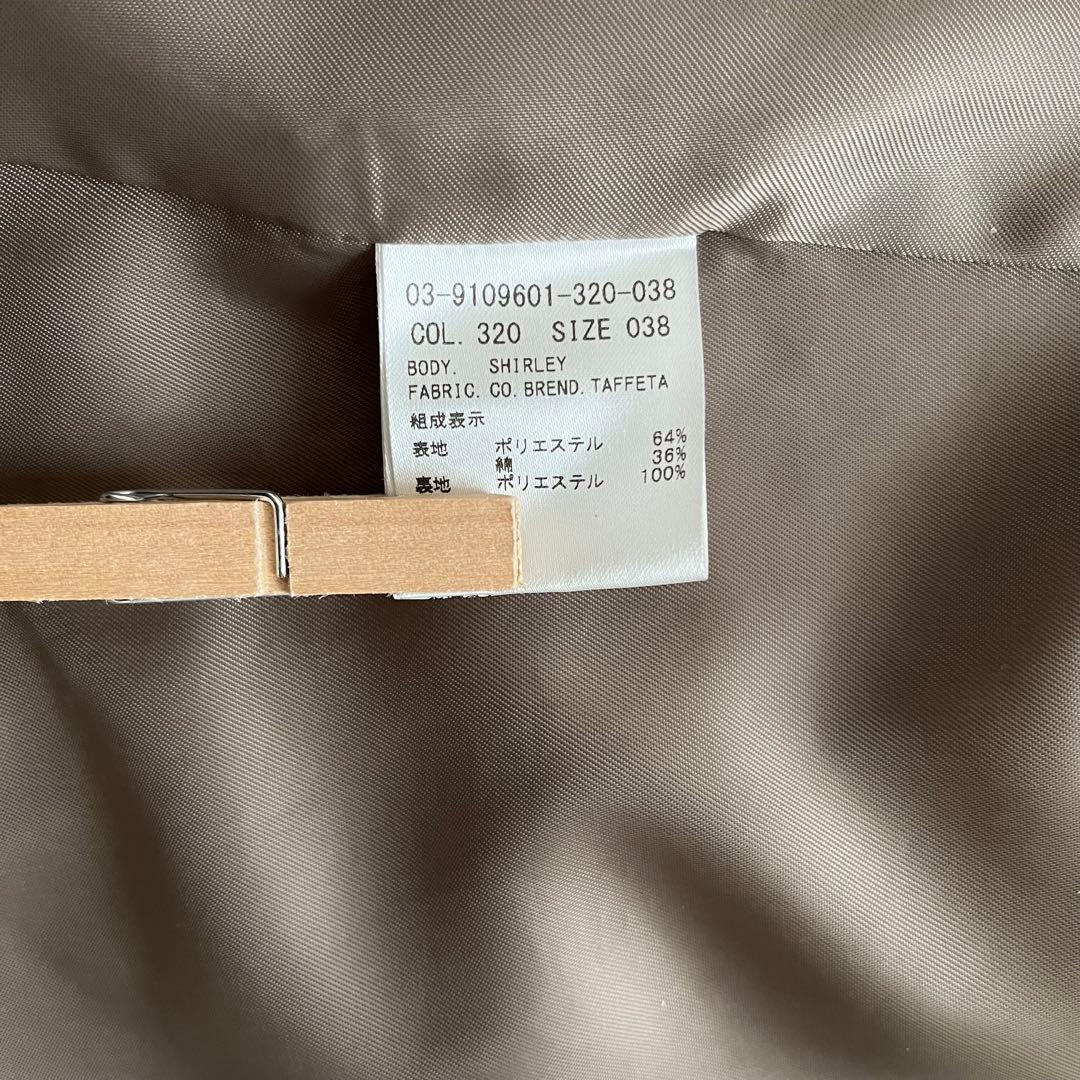 03-9109601-320-038
COL. 320 SIZE 038
BODY. SHIRLEY
FABRIC. CO. BREND. TAFFETA
組成表示
表地 ポリエステル 64%
綿 36%
裏地 ポリエステル 100%